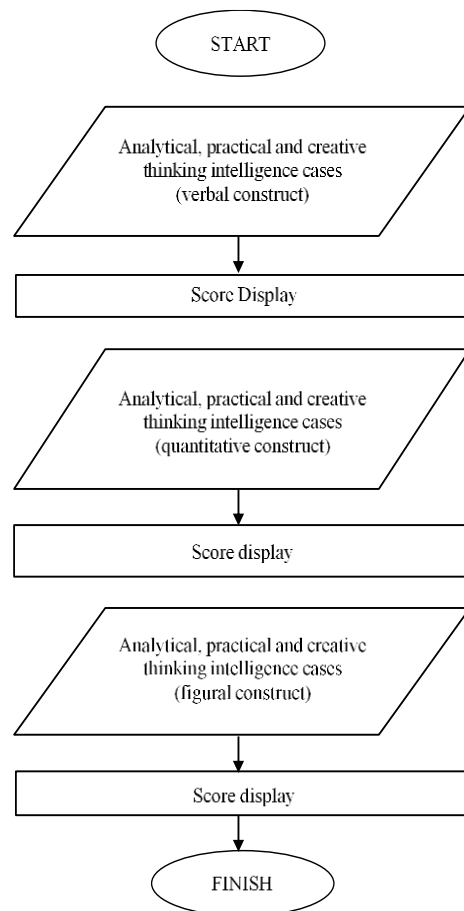 START
Analytical, practical and creative
thinking intelligence cases
(verbal construct)
Score Display
Analytical, practical and creative
thinking intelligence cases
(quantitative construct)
Score display
Analytical, practical and creative
thinking intelligence cases
(figural construct)
Score display
FINISH